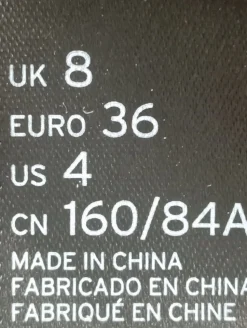 UK 8
EURO 36
US 4
CN 160/84A
MADE IN CHINA
FABRICADO EN CHINA
FABRIQUÉ EN CHINE